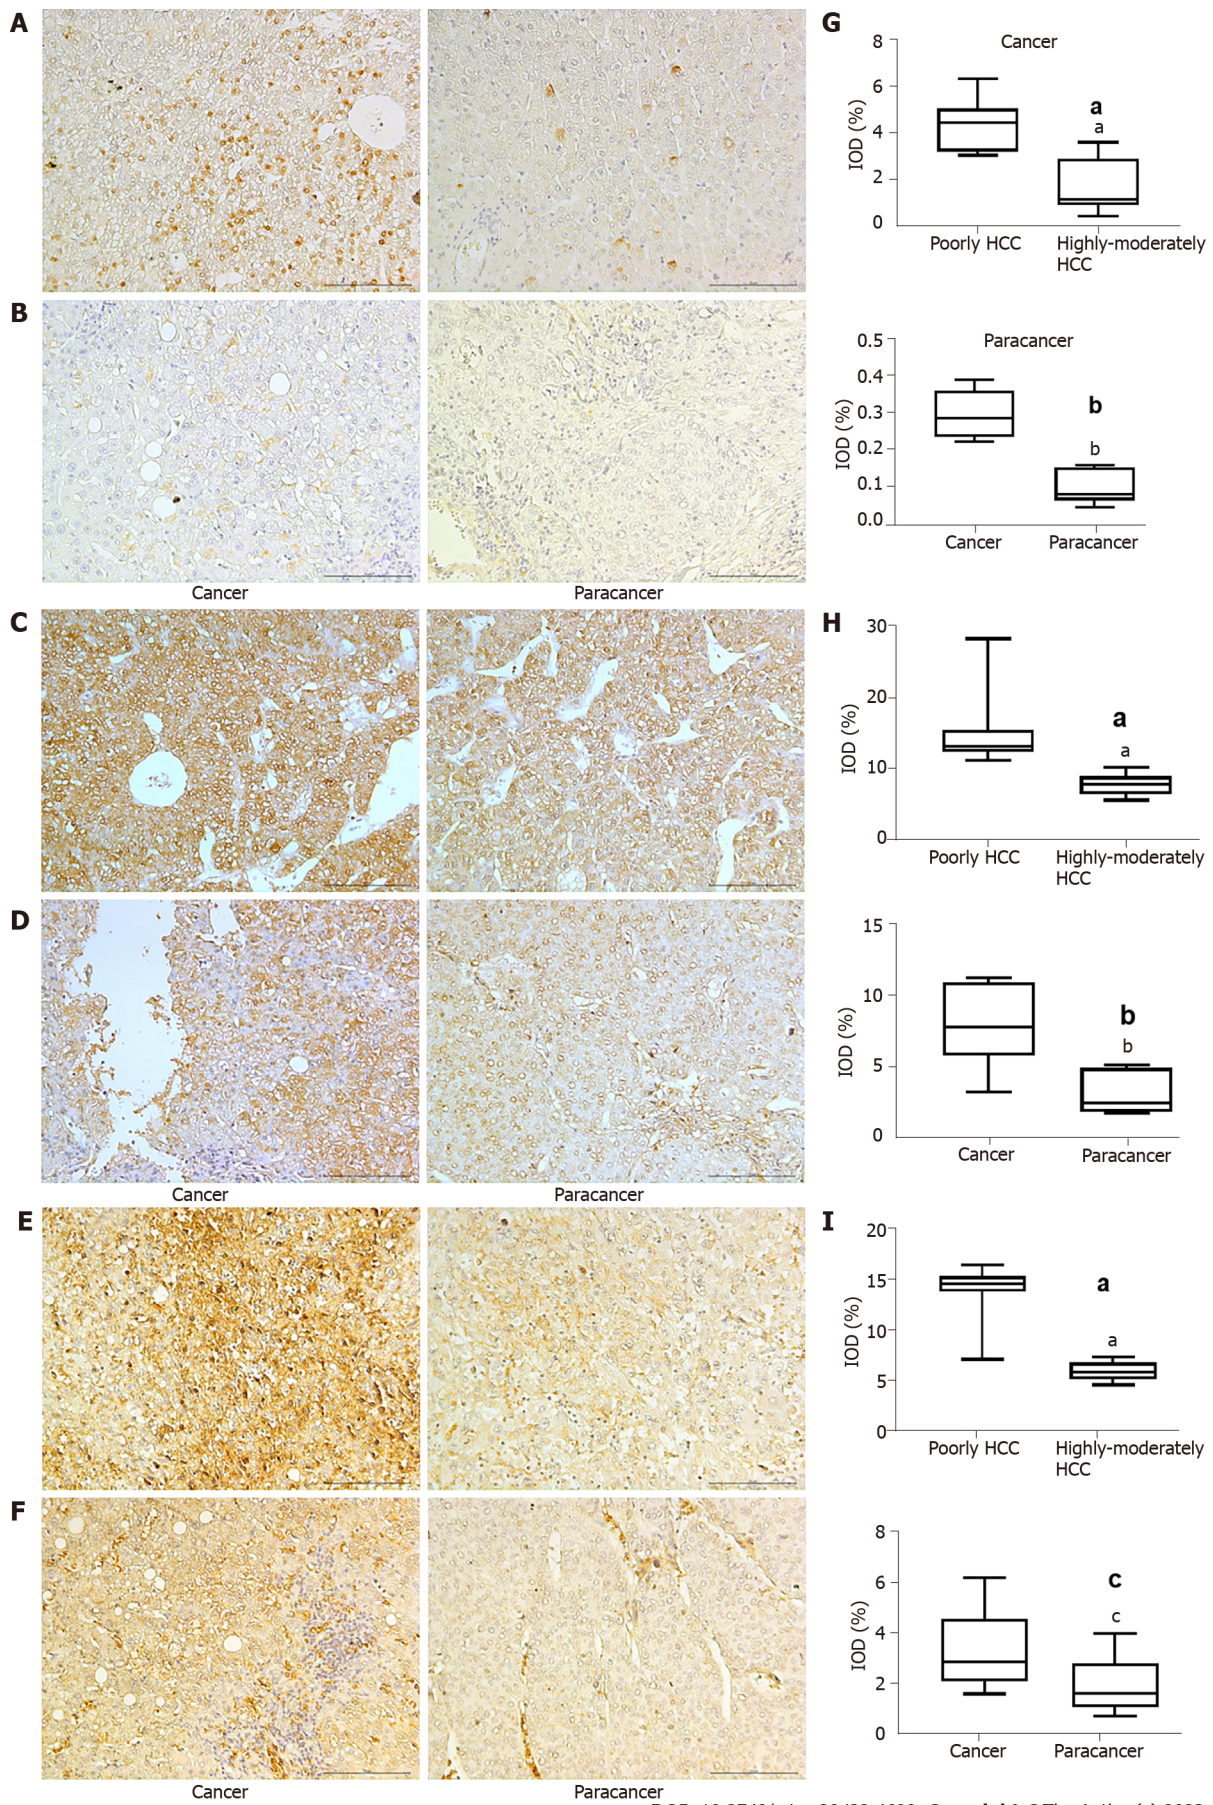 A
B
Cancer
Paracancer
C
D
Cancer
Paracancer
E
F
Cancer
Paracancer
G
Cancer
8
6
4
2
0
IOD (%)
a
a
Poorly HCC
Highly-moderately
HCC
Paracancer
0.5
0.4
0.3
0.2
0.1
0.0
IOD (%)
b
b
Cancer
Paracancer
H
30
20
10
0
IOD (%)
a
a
Poorly HCC
Highly-moderately
HCC
15
10
5
0
IOD (%)
b
b
Cancer
Paracancer
I
20
15
10
5
0
IOD (%)
a
a
Poorly HCC
Highly-moderately
HCC
8
6
4
2
0
IOD (%)
c
c
Cancer
Paracancer